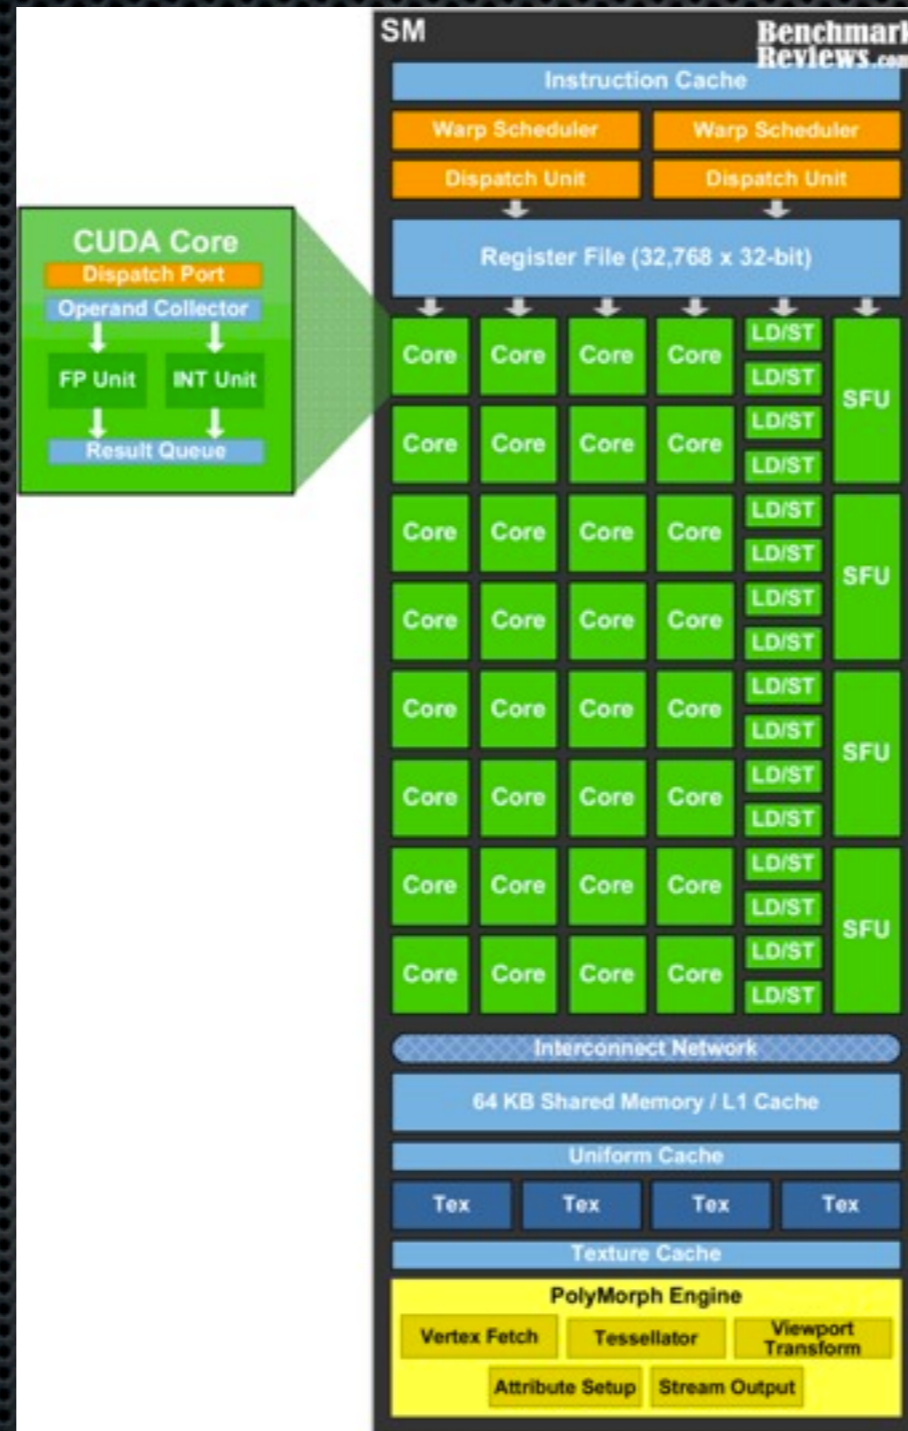 SM
Benchmark
Reviews.com
Instruction Cache
Warp Scheduler Warp Scheduler
Dispatch Unit Dispatch Unit
Register File (32,768 x 32-bit)
CUDA Core
Dispatch Port
Operand Collector
FP Unit INT Unit
Result Queue
Core Core Core Core LD/ST
LD/ST
SFU
Core Core Core Core LD/ST
LD/ST
Core Core Core Core LD/ST
LD/ST
SFU
Core Core Core Core LD/ST
LD/ST
Core Core Core Core LD/ST
LD/ST
SFU
Core Core Core Core LD/ST
LD/ST
Core Core Core Core LD/ST
LD/ST
SFU
Core Core Core Core LD/ST
LD/ST
Interconnect Network
64 KB Shared Memory / L1 Cache
Uniform Cache
Tex Tex Tex Tex
Texture Cache
PolyMorph Engine
Vertex Fetch Tessellator Viewport
Transform
Attribute Setup Stream Output